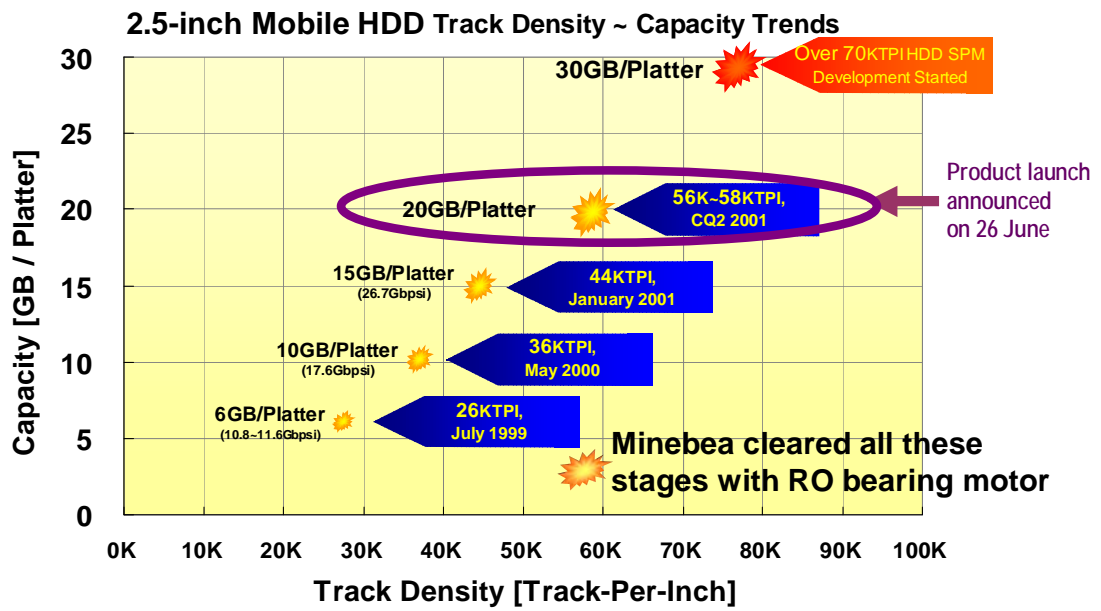 2.5-inch Mobile HDD Track Density ~ Capacity Trends
30
25
20
15
10
5
0
Capacity [GB / Platter]
30GB/Platter
Over 70KTPI HDD SPM
Development Started
20GB/Platter
56K~58KTPI,
CQ2 2001
Product launch
announced
on 26 June
15GB/Platter
(26.7Gbpsi)
44KTPI,
January 2001
10GB/Platter
(17.6Gbpsi)
36KTPI,
May 2000
6GB/Platter
(10.8~11.6Gbpsi)
26KTPI,
July 1999
Minebea cleared all these
stages with RO bearing motor
0K 10K 20K 30K 40K 50K 60K 70K 80K 90K 100K
Track Density [Track-Per-Inch]